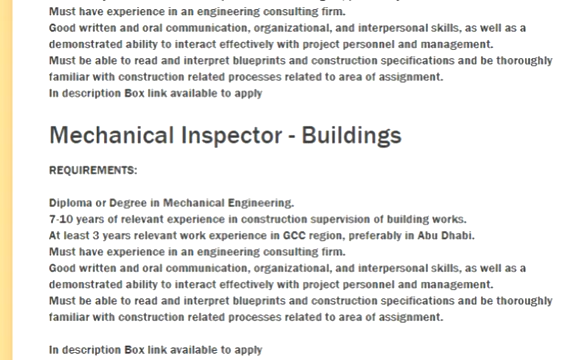 Must have experience in an engineering consulting firm.
Good written and oral communication, organizational, and interpersonal skills, as well as a
demonstrated ability to interact effectively with project personnel and management.
Must be able to read and interpret blueprints and construction specifications and be thoroughly
familiar with construction related processes related to area of assignment.
In description Box link available to apply
Mechanical Inspector - Buildings
REQUIREMENTS:
Diploma or Degree in Mechanical Engineering.
7-10 years of relevant experience in construction supervision of building works.
At least 3 years relevant work experience in GCC region, preferably in Abu Dhabi.
Must have experience in an engineering consulting firm.
Good written and oral communication, organizational, and interpersonal skills, as well as a
demonstrated ability to interact effectively with project personnel and management.
Must be able to read and interpret blueprints and construction specifications and be thoroughly
familiar with construction related processes related to area of assignment.
In description Box link available to apply